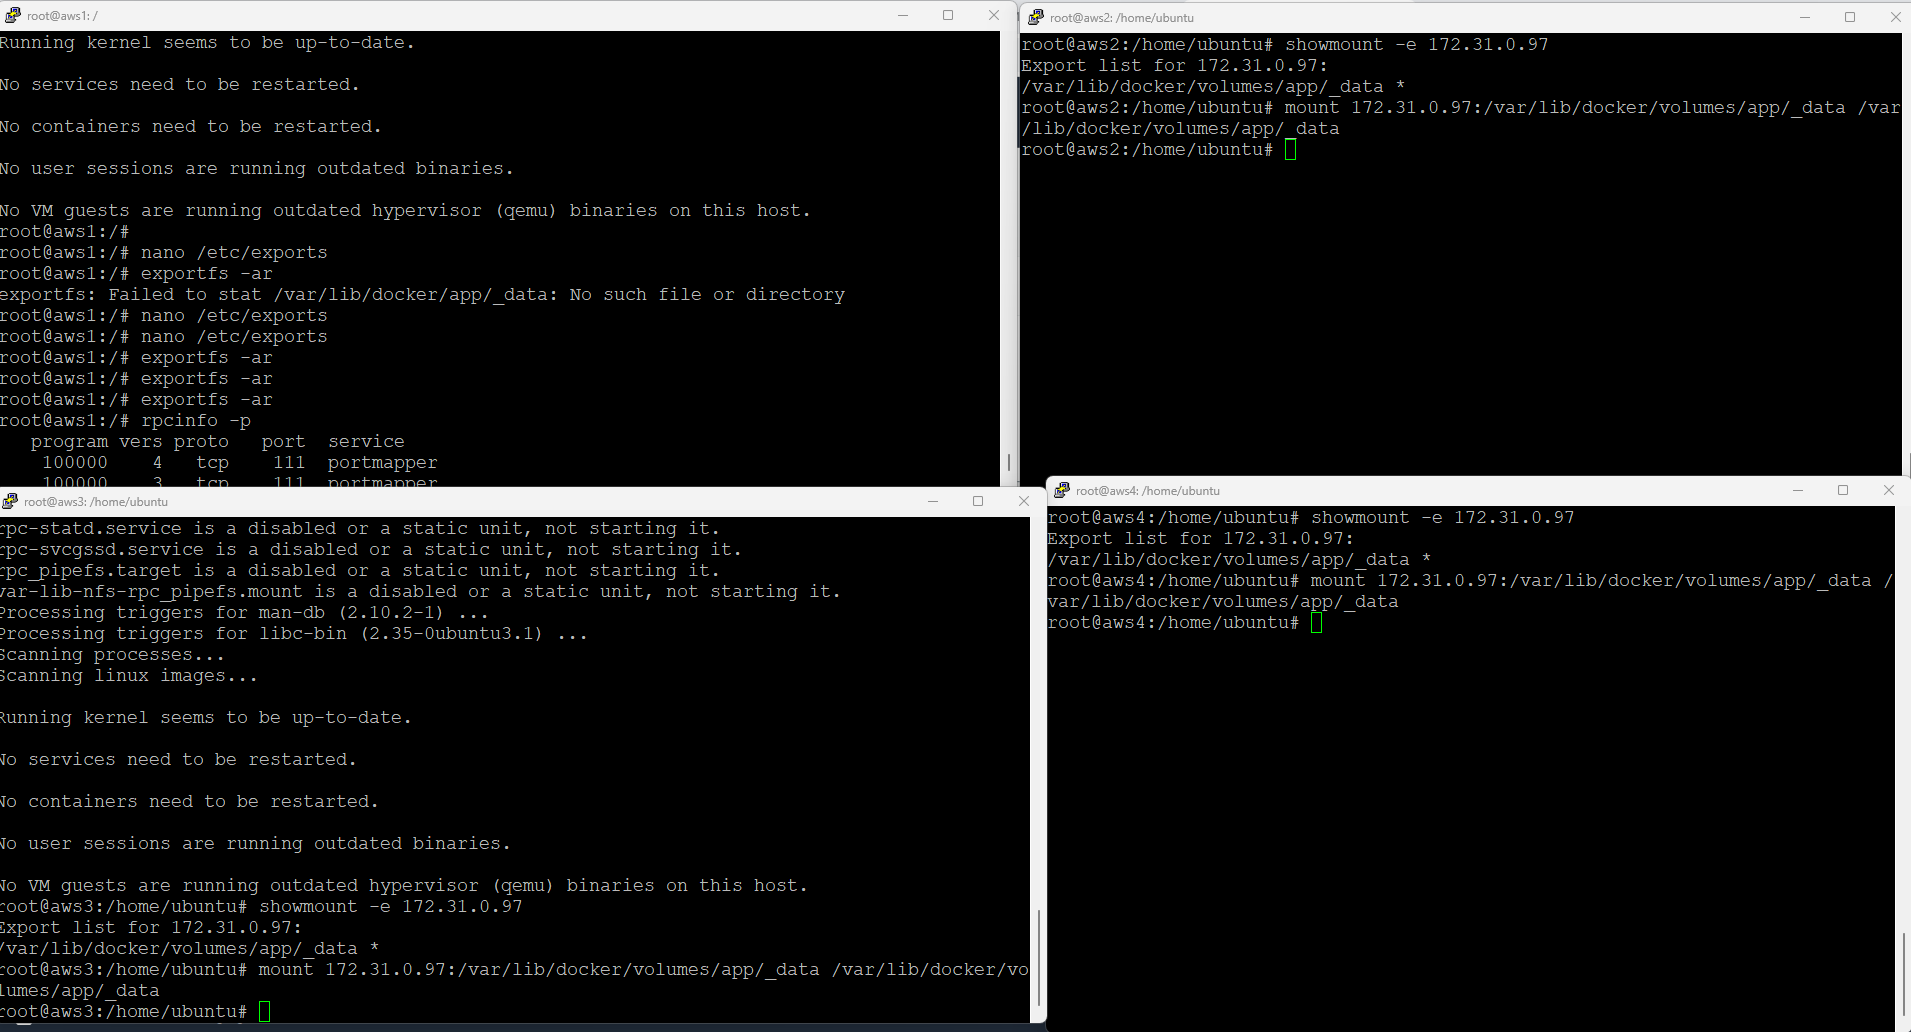 root@aws1: /
Running kernel seems to be up-to-date.
No services need to be restarted.
No containers need to be restarted.
No user sessions are running outdated binaries.
No VM guests are running outdated hypervisor (qemu) binaries on this host.
root@aws1:/#
root@aws1:/# nano /etc/exports
root@aws1:/# exportfs -ar
exportfs: Failed to stat /var/lib/docker/app/_data: No such file or directory
root@aws1:/# nano /etc/exports
root@aws1:/# nano /etc/exports
root@aws1:/# exportfs -ar
root@aws1:/# exportfs -ar
root@aws1:/# exportfs -ar
root@aws1:/# rpcinfo -p
program vers proto port service
100000 4 tcp 111 portmapper
100000 3 tcp 111 portmapper
root@aws2: /home/ubuntu
root@aws2:/home/ubuntu# showmount -e 172.31.0.97
Export list for 172.31.0.97:
/var/lib/docker/volumes/app/_data *
root@aws2:/home/ubuntu# mount 172.31.0.97:/var/lib/docker/volumes/app/_data /var
/lib/docker/volumes/app/_data
root@aws2:/home/ubuntu#
root@aws3: /home/ubuntu
rpc-statd.service is a disabled or a static unit, not starting it.
rpc-svcgssd.service is a disabled or a static unit, not starting it.
rpc_pipefs.target is a disabled or a static unit, not starting it.
var-lib-nfs-rpc_pipefs.mount is a disabled or a static unit, not starting it.
Processing triggers for man-db (2.10.2-1) ...
Processing triggers for libc-bin (2.35-0ubuntu3.1) ...
Scanning processes...
Scanning linux images...
Running kernel seems to be up-to-date.
No services need to be restarted.
No containers need to be restarted.
No user sessions are running outdated binaries.
No VM guests are running outdated hypervisor (qemu) binaries on this host.
root@aws3:/home/ubuntu# showmount -e 172.31.0.97
Export list for 172.31.0.97:
/var/lib/docker/volumes/app/_data *
root@aws3:/home/ubuntu# mount 172.31.0.97:/var/lib/docker/volumes/app/_data /var/lib/docker/vo
lumes/app/_data
root@aws3:/home/ubuntu#
root@aws4: /home/ubuntu
root@aws4:/home/ubuntu# showmount -e 172.31.0.97
Export list for 172.31.0.97:
/var/lib/docker/volumes/app/_data *
root@aws4:/home/ubuntu# mount 172.31.0.97:/var/lib/docker/volumes/app/_data /
var/lib/docker/volumes/app/_data
root@aws4:/home/ubuntu#